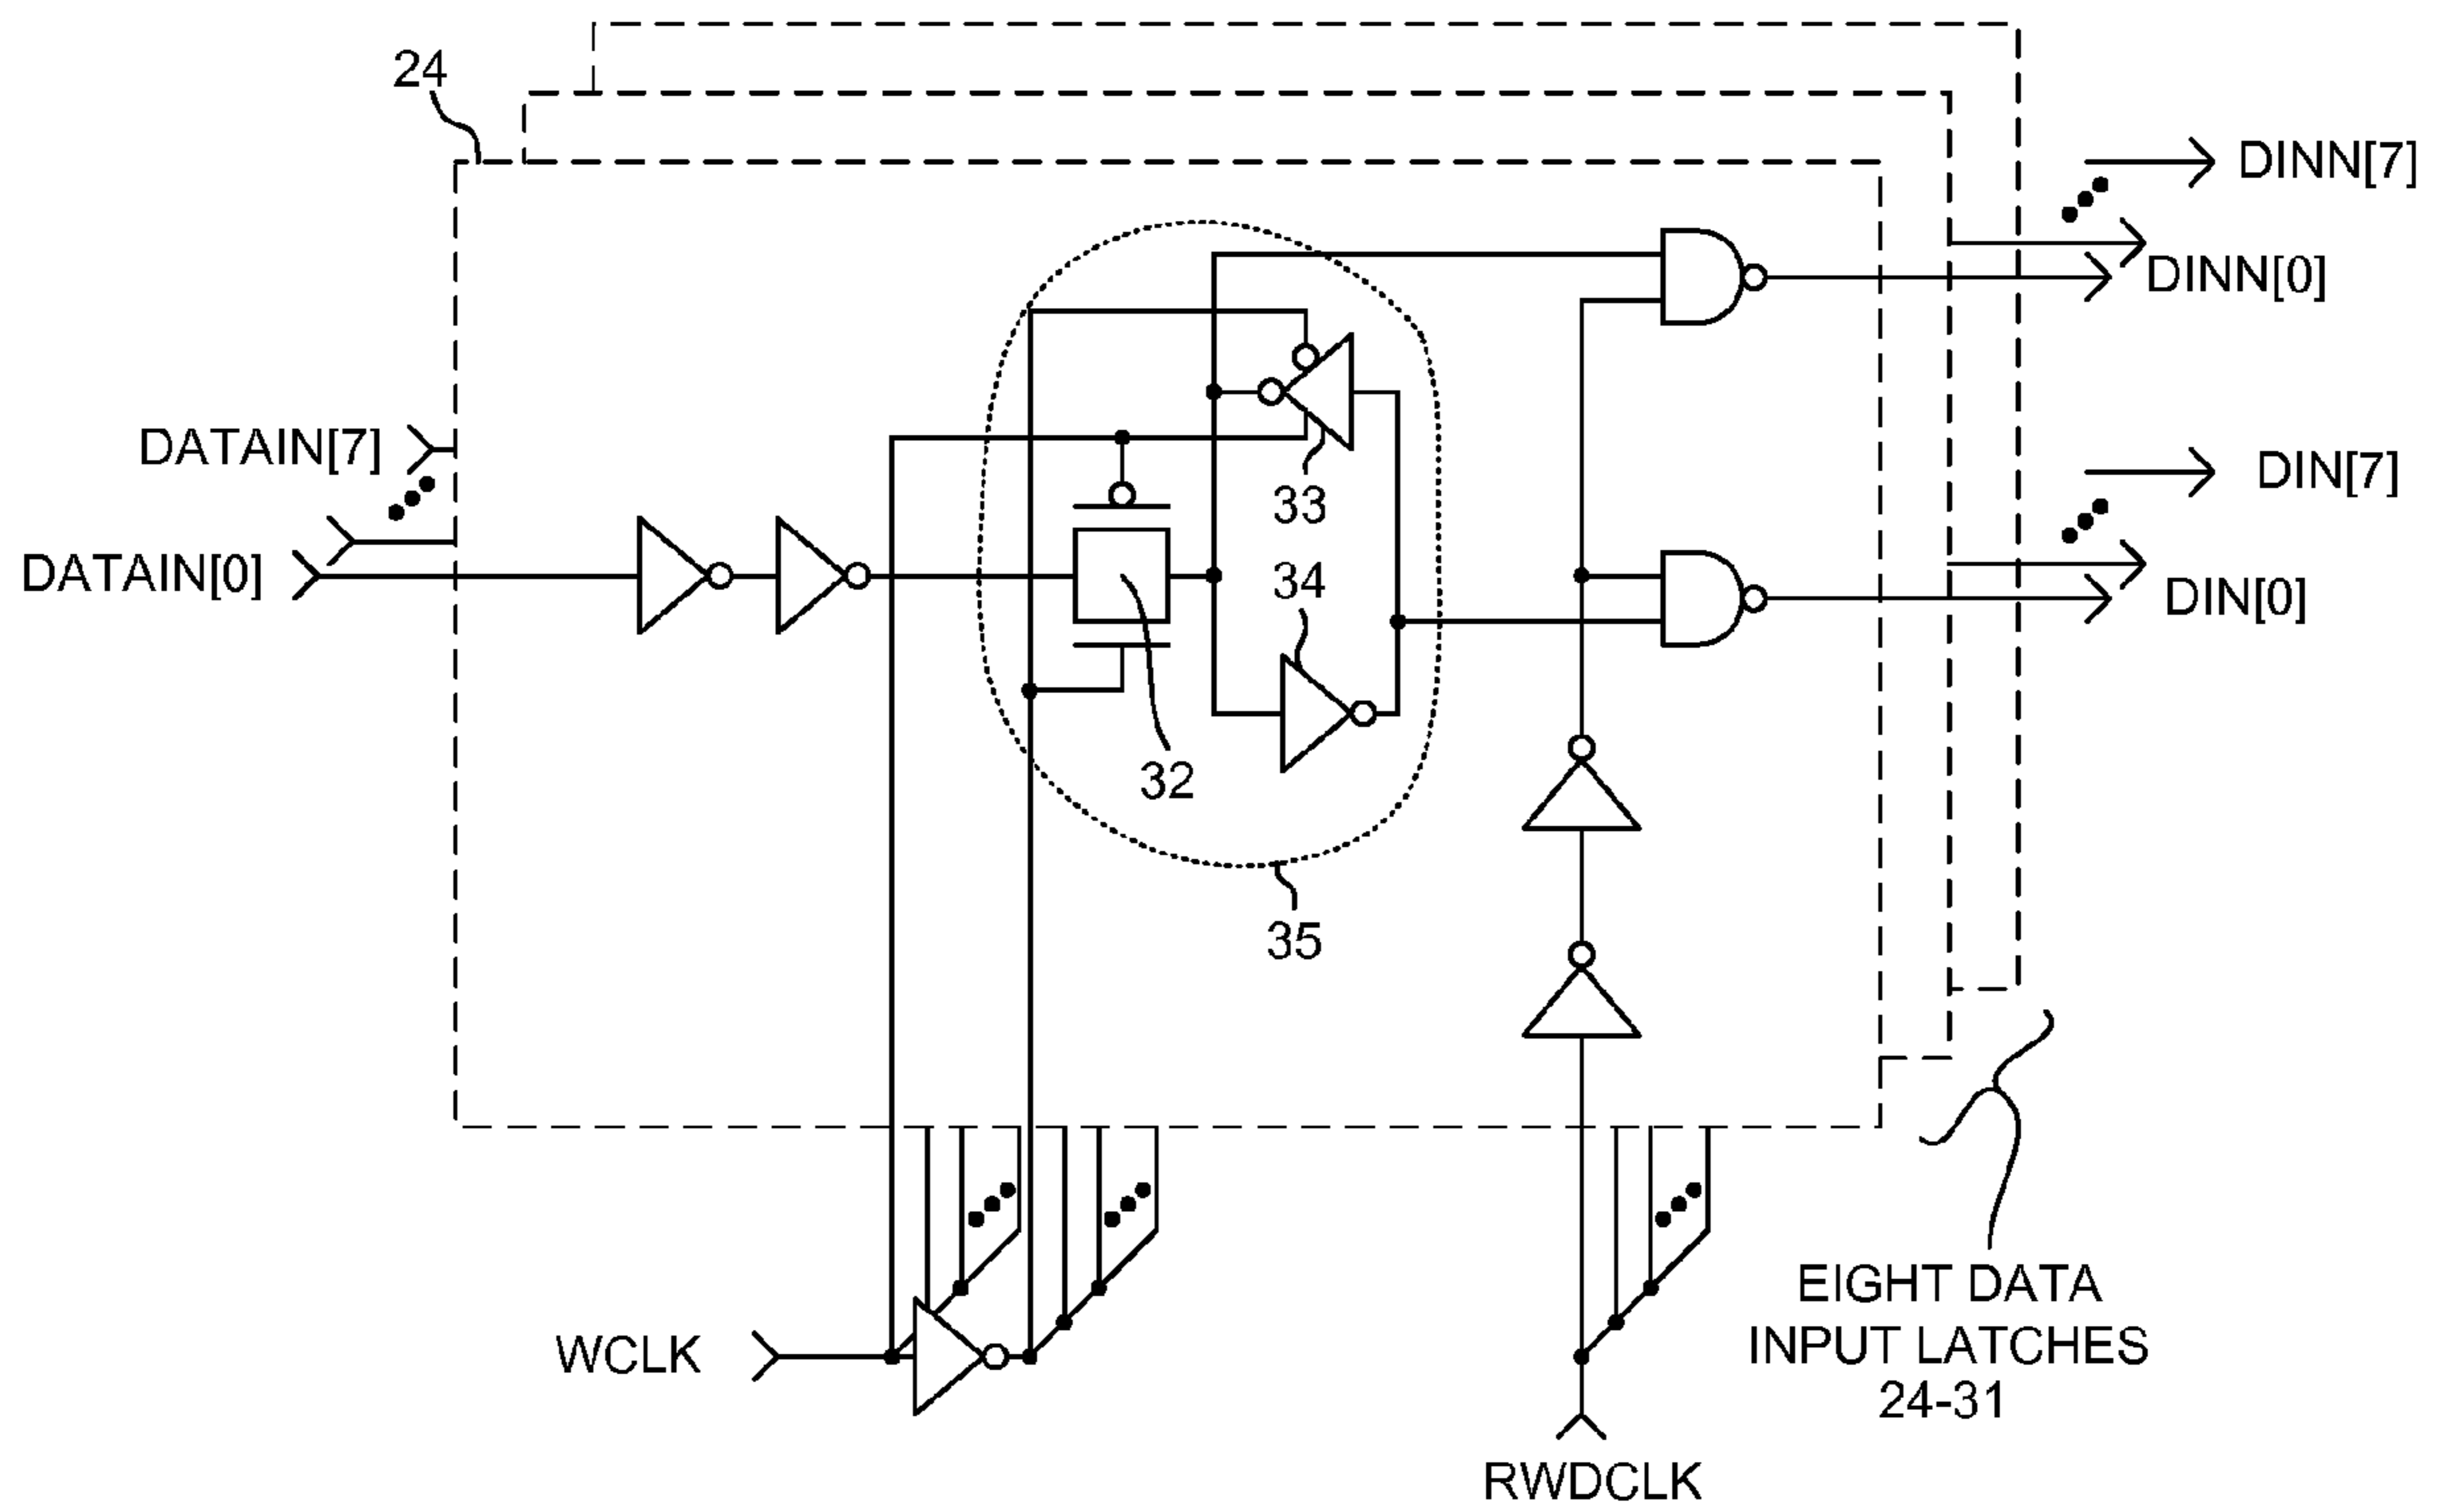 24
DINN[7]
DINN[0]
DATAIN[7]
DIN[7]
33
DATAIN[0]
34
DIN[0]
32
35
EIGHT DATA
INPUT LATCHES
24-31
WCLK
RWDCLK